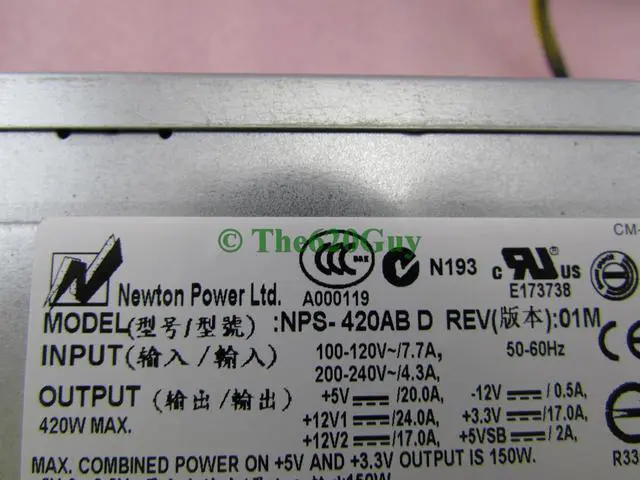 © The620Guy
CM-
Newton Power Ltd.
A000119
N193
c RU US
E173738
MODEL(型号/型號) :NPS-420AB D REV(版本):01M
INPUT(输入/輸入) 100-120V~/7.7A, 50-60Hz
200-240V~/4.3A,
OUTPUT (输出/輸出) +5V⎓/20.0A, -12V⎓/0.5A,
420W MAX. +12V1⎓/24.0A, +3.3V⎓/17.0A,
+12V2⎓/17.0A, +5VSB⎓/2A,
R33
MAX. COMBINED POWER ON +5V AND +3.3V OUTPUT IS 150W.